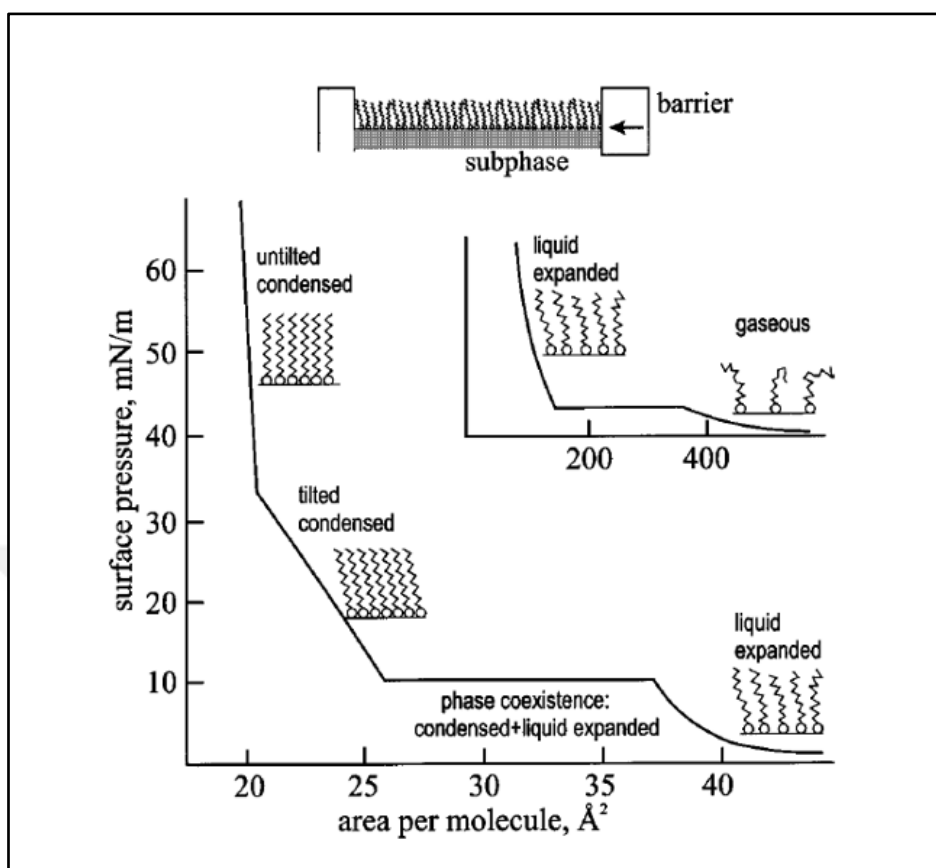 barrier
subphase
surface pressure, mN/m
60
50
40
30
20
10
untilted
condensed
tilted
condensed
phase coexistence:
condensed+liquid expanded
liquid
expanded
20
25
30
35
40
area per molecule, Å²
liquid
expanded
gaseous
200
400